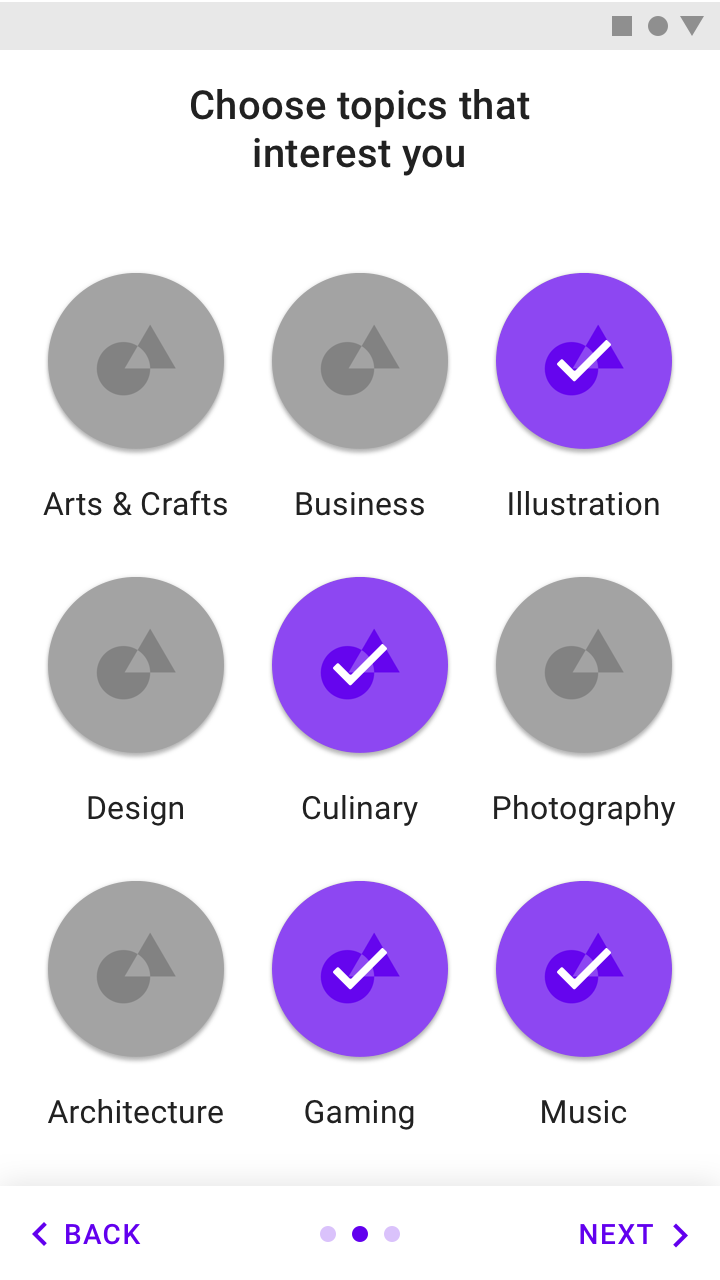 Choose topics that
interest you
Arts & Crafts
Business
Illustration
Design
Culinary
Photography
Architecture
Gaming
Music
BACK
NEXT